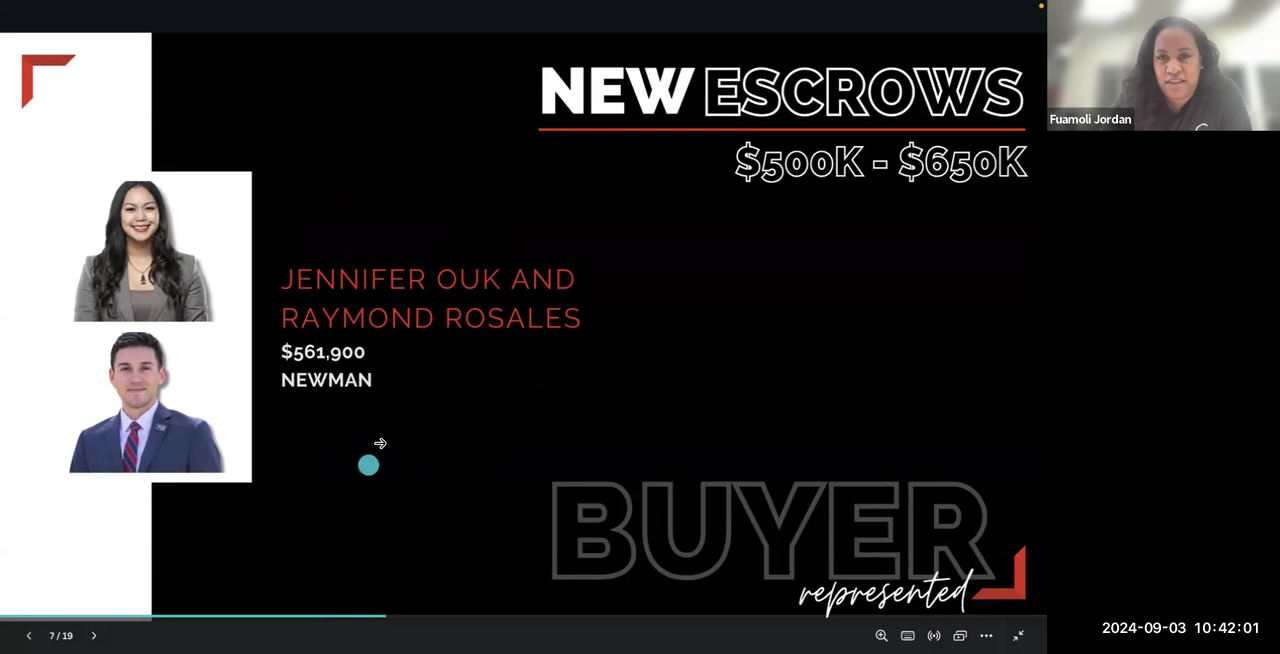 NEW ESCROWS
$500K - $650K
Fuamoli Jordan
JENNIFER OUK AND
RAYMOND ROSALES
$561,900
NEWMAN
BUYER
represented
7 / 19
2024-09-03 10:42:01